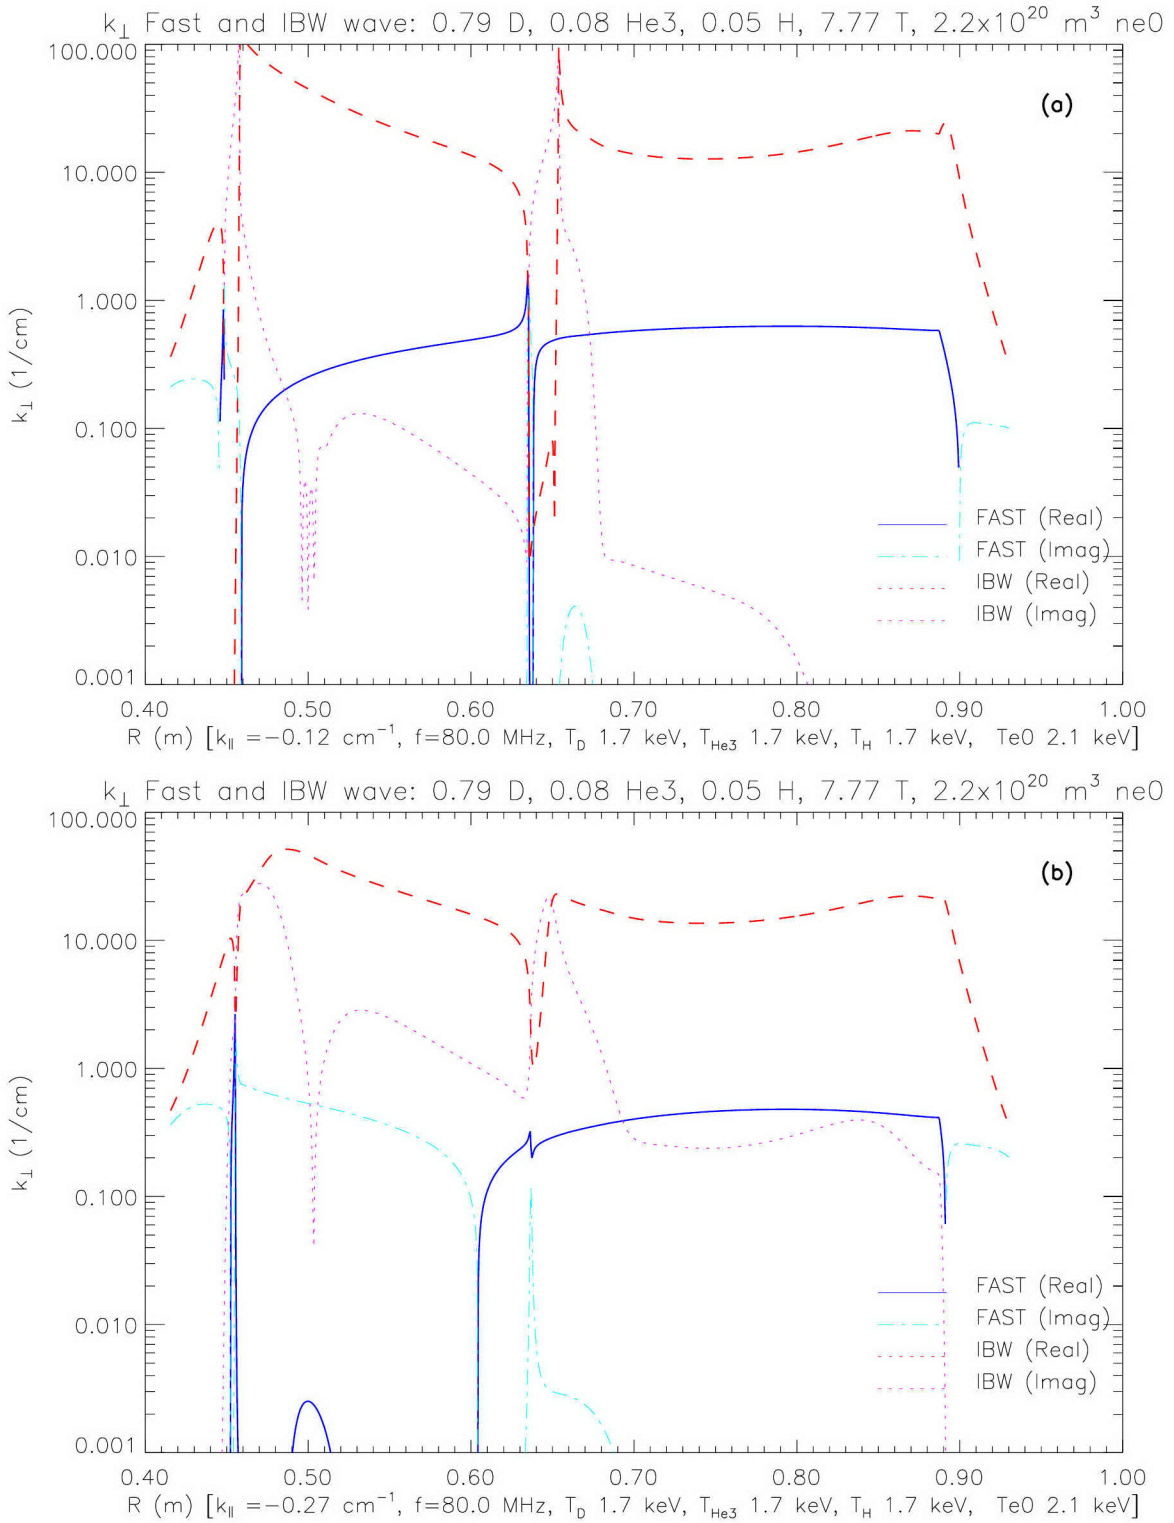 k⊥ Fast and IBW wave: 0.79 D, 0.08 He3, 0.05 H, 7.77 T, 2.2x10²⁰ m³ ne0
100.000
(a)
10.000
1.000
k⊥ (1/cm)
0.100
FAST (Real)
FAST (Imag)
0.010
IBW (Real)
IBW (Imag)
0.001
0.40 0.50 0.60 0.70 0.80 0.90 1.00
R (m) [k∥ =−0.12 cm⁻¹, f=80.0 MHz, T_D 1.7 keV, T_He3 1.7 keV, T_H 1.7 keV, Te0 2.1 keV]
k⊥ Fast and IBW wave: 0.79 D, 0.08 He3, 0.05 H, 7.77 T, 2.2x10²⁰ m³ ne0
100.000
(b)
10.000
1.000
k⊥ (1/cm)
0.100
FAST (Real)
FAST (Imag)
0.010
IBW (Real)
IBW (Imag)
0.001
0.40 0.50 0.60 0.70 0.80 0.90 1.00
R (m) [k∥ =−0.27 cm⁻¹, f=80.0 MHz, T_D 1.7 keV, T_He3 1.7 keV, T_H 1.7 keV, Te0 2.1 keV]